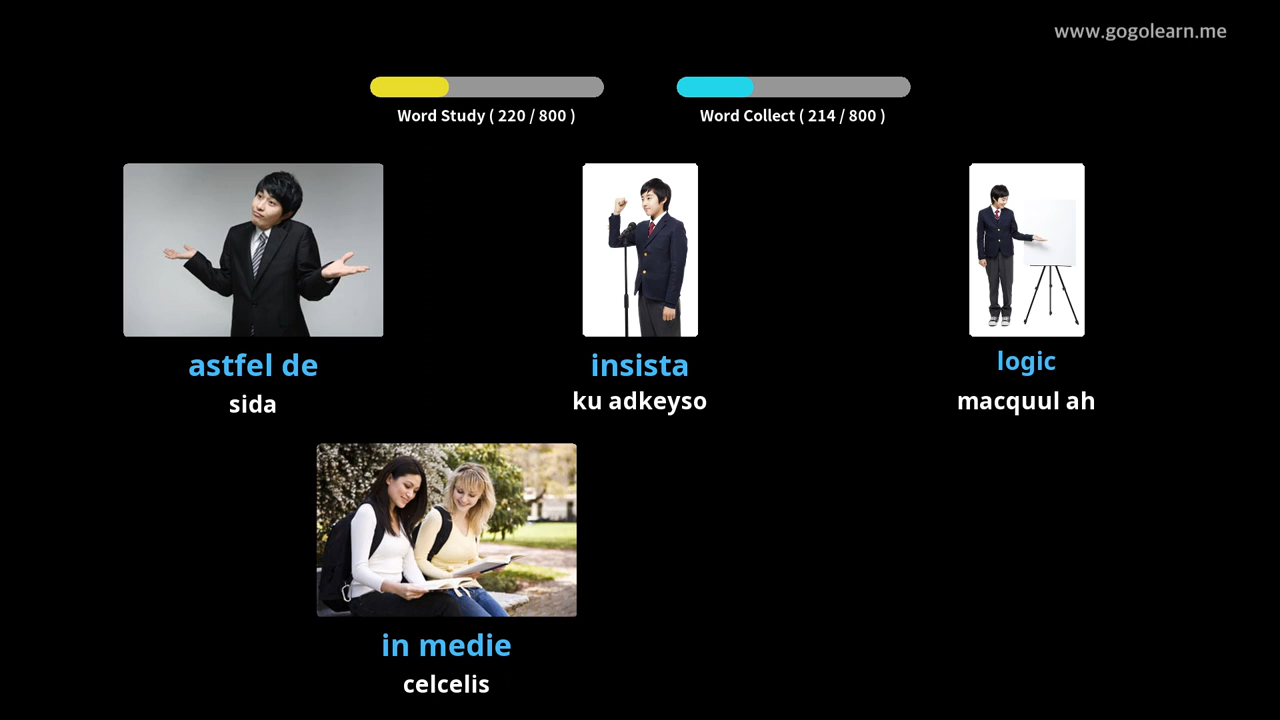 www.gogolearn.me
Word Study ( 220 / 800 )
Word Collect ( 214 / 800 )
astfel de
sida
insista
ku adkeyso
logic
macquul ah
in medie
celcelis